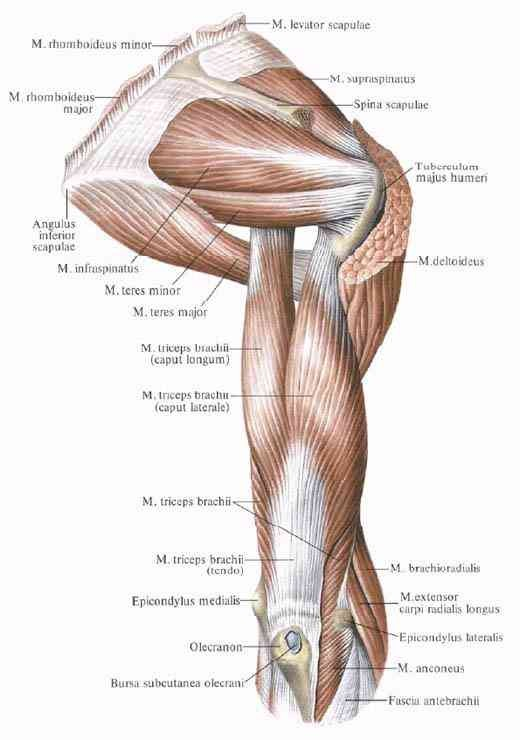 M. levator scapulae
M. rhomboideus minor
M. supraspinatus
M. rhomboideus
major
Spina scapulae
Tuberculum
majus humeri
Angulus
inferior
scapulae
M. deltoideus
M. infraspinatus
M. teres minor
M. teres major
M. triceps brachii
(caput longum)
M. triceps brachii
(caput laterale)
M. triceps brachii
M. triceps brachii
(tendo)
M. brachioradialis
Epicondylus medialis
M.extensor
carpi radialis longus
Epicondylus lateralis
Olecranon
M. anconeus
Bursa subcutanea olecrani
Fascia antebrachii